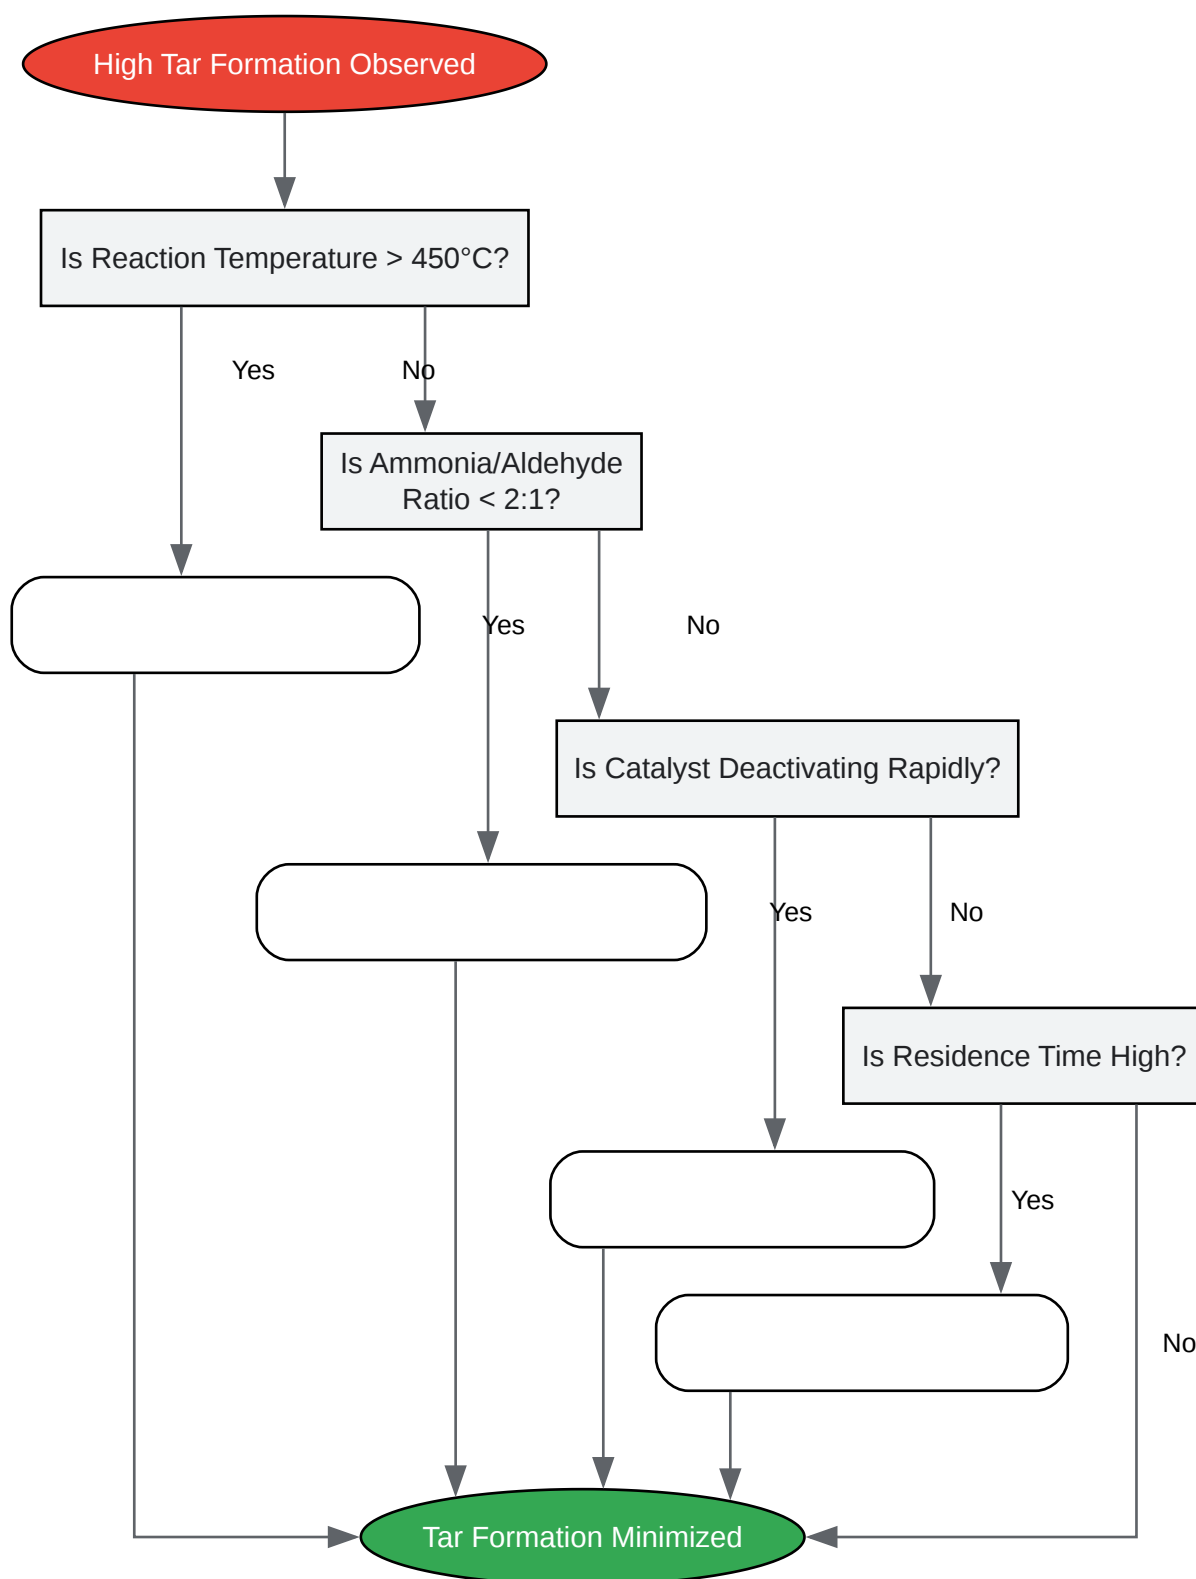 High Tar Formation Observed
Is Reaction Temperature > 450°C?
Yes
No
Is Ammonia/Aldehyde
Ratio < 2:1?
Yes
No
Is Catalyst Deactivating Rapidly?
Yes
No
Is Residence Time High?
Yes
No
Tar Formation Minimized